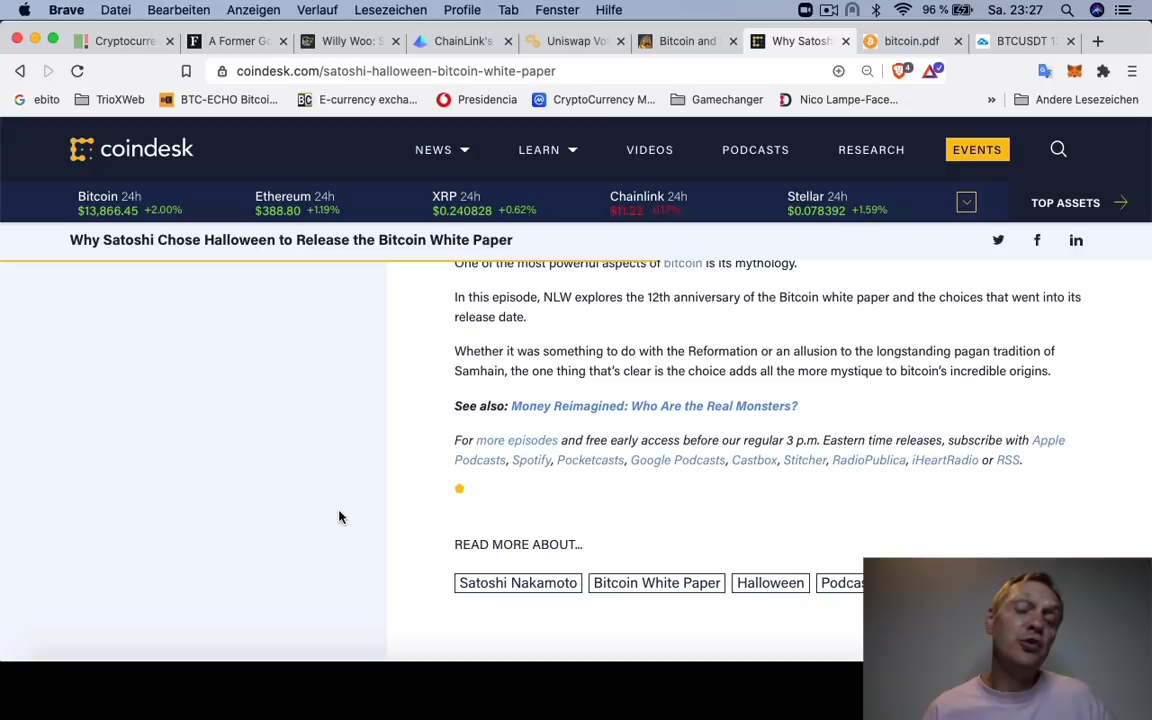 Brave Datei Bearbeiten Anzeigen Verlauf Lesezeichen Profile Tab Fenster Hilfe 96 % Sa. 23:27
Cryptocurre A Former Go Willy Woo: S ChainLink's Uniswap Vo Bitcoin and Why Satosh bitcoin.pdf BTCUSDT 1
coindesk.com/satoshi-halloween-bitcoin-white-paper 4
ebito TrioXWeb BTC-ECHO Bitcoi... E-currency excha... Presidencia CryptoCurrency M... Gamechanger Nico Lampe-Face... » Andere Lesezeichen
coindesk NEWS LEARN VIDEOS PODCASTS RESEARCH EVENTS
Bitcoin 24h Ethereum 24h XRP 24h Chainlink 24h Stellar 24h
$13,866.45 +2.00% $388.80 +1.19% $0.240828 +0.62% $11.22 $0.078392 +1.59% TOP ASSETS
Why Satoshi Chose Halloween to Release the Bitcoin White Paper
One of the most powerful aspects of bitcoin is its mythology.
In this episode, NLW explores the 12th anniversary of the Bitcoin white paper and the choices that went into its
release date.
Whether it was something to do with the Reformation or an allusion to the longstanding pagan tradition of
Samhain, the one thing that's clear is the choice adds all the more mystique to bitcoin's incredible origins.
See also: Money Reimagined: Who Are the Real Monsters?
For more episodes and free early access before our regular 3 p.m. Eastern time releases, subscribe with Apple
Podcasts, Spotify, Pocketcasts, Google Podcasts, Castbox, Stitcher, RadioPublica, iHeartRadio or RSS.
READ MORE ABOUT...
Satoshi Nakamoto Bitcoin White Paper Halloween Podcas